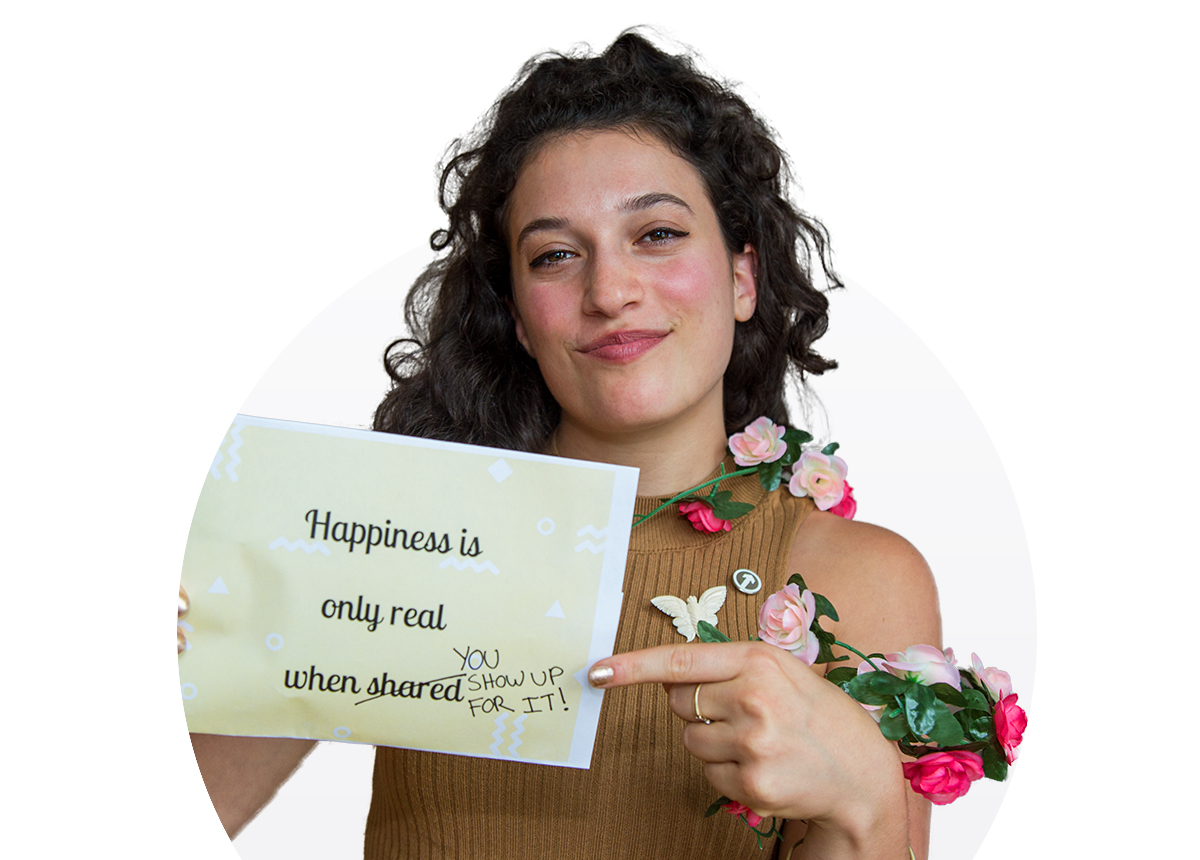 Happiness is
only real
when shared YOU
SHOW UP
FOR IT!